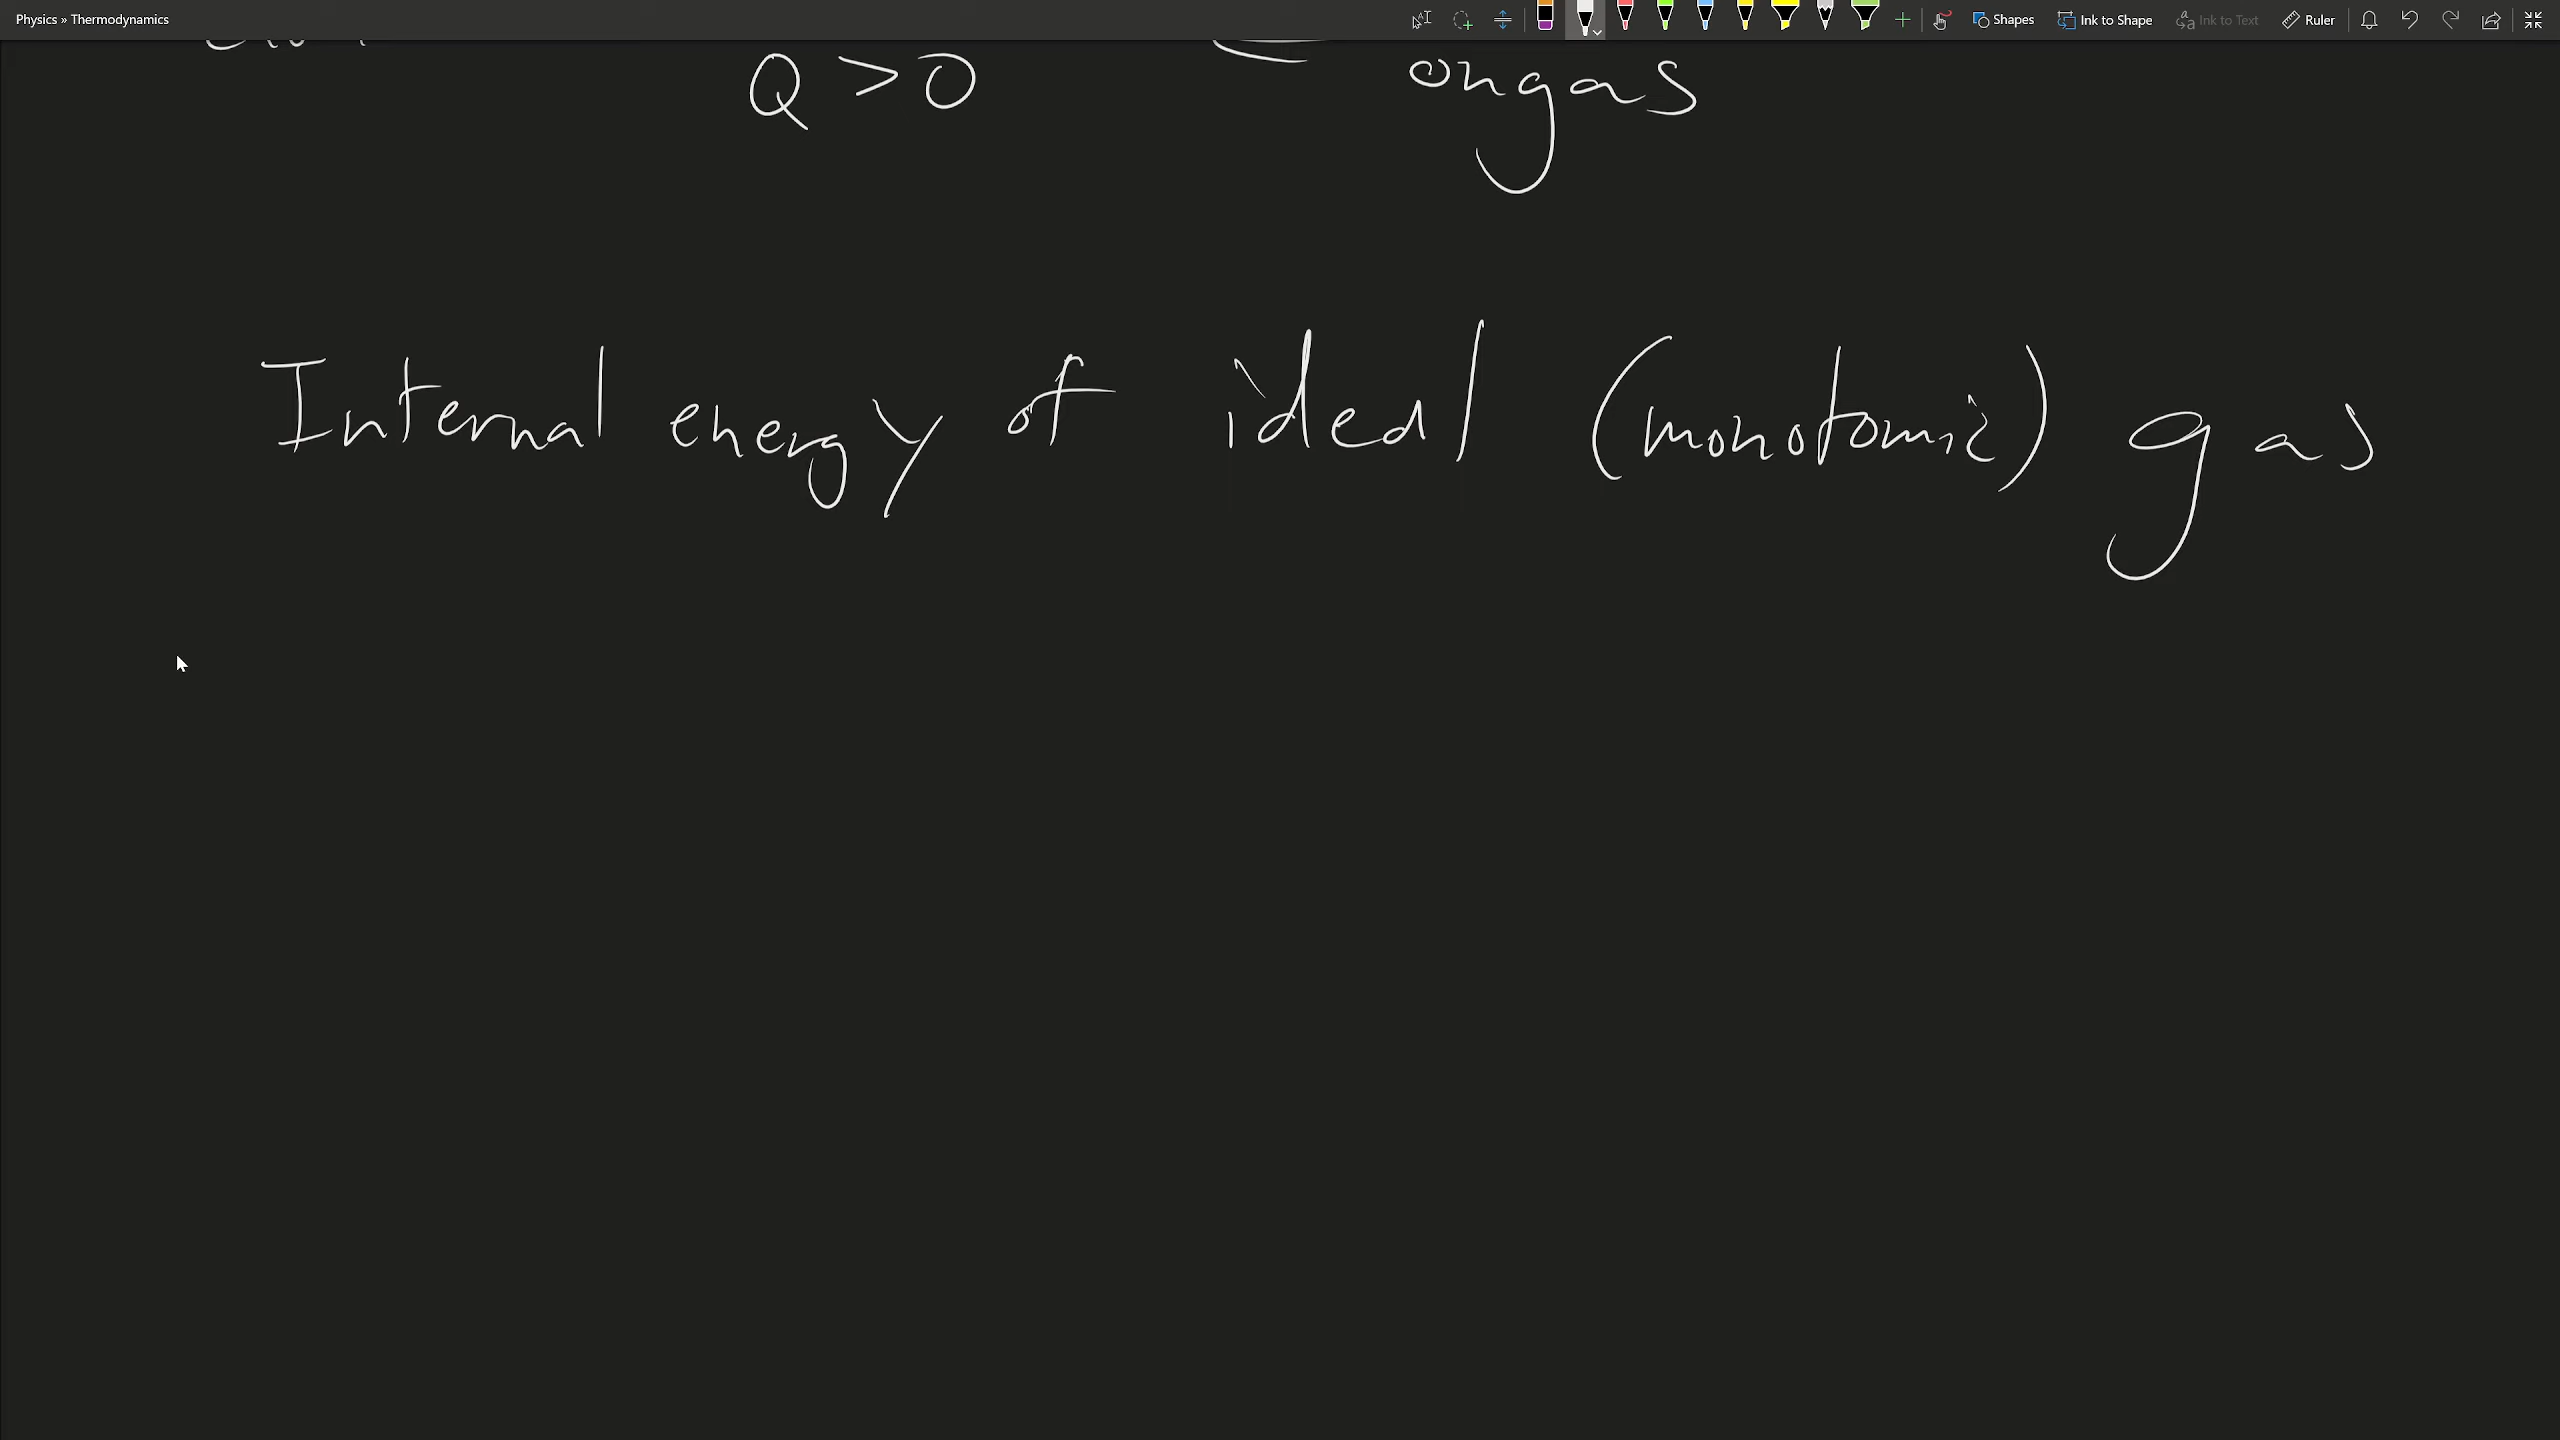 Physics » Thermodynamics
Shapes Ink to Shape Ink to Text Ruler
Q > 0 on gas
Internal energy of ideal (monotomic) gas